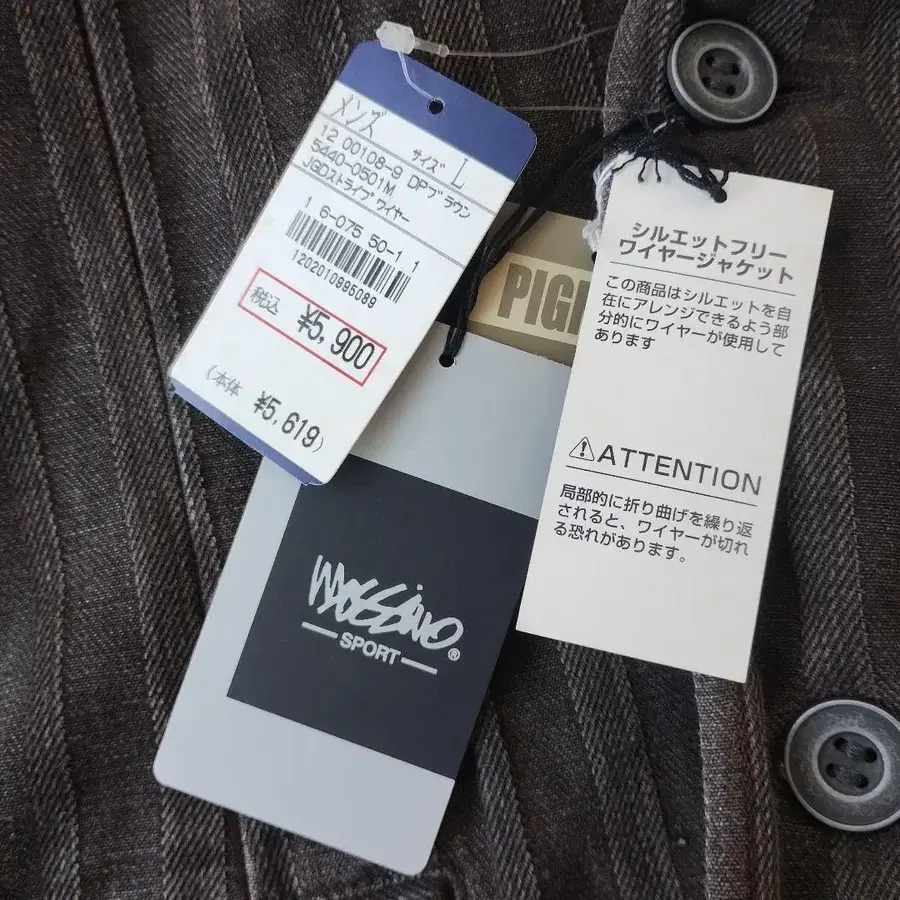 メンズ サイズ L
12 00108-9 DPブラウン
5440-0501M
JGDストライプワイヤー
1 6-075 50-1 1
1202010995089
税込 ¥5,900
(本体 ¥5,619)
PIG
シルエットフリー
ワイヤージャケット
この商品はシルエットを自
在にアレンジできるよう部
分的にワイヤーが使用して
あります
⚠ATTENTION
局部的に折り曲げを繰り返
されると、ワイヤーが切れ
る恐れがあります。
mossimo
SPORT ®